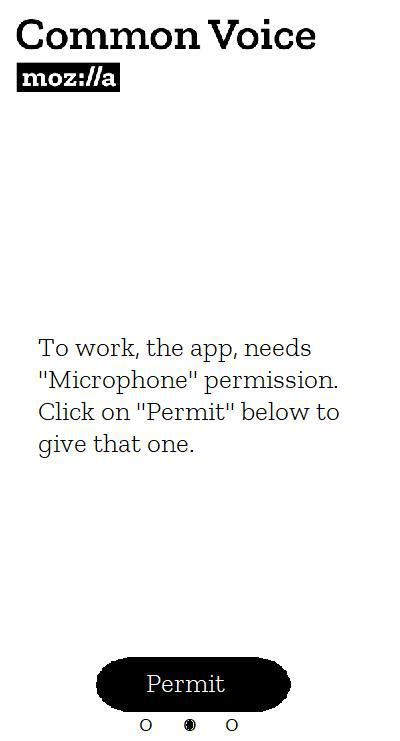 Common Voice
moz://a
To work, the app, needs
"Microphone" permission.
Click on "Permit" below to
give that one.
Permit